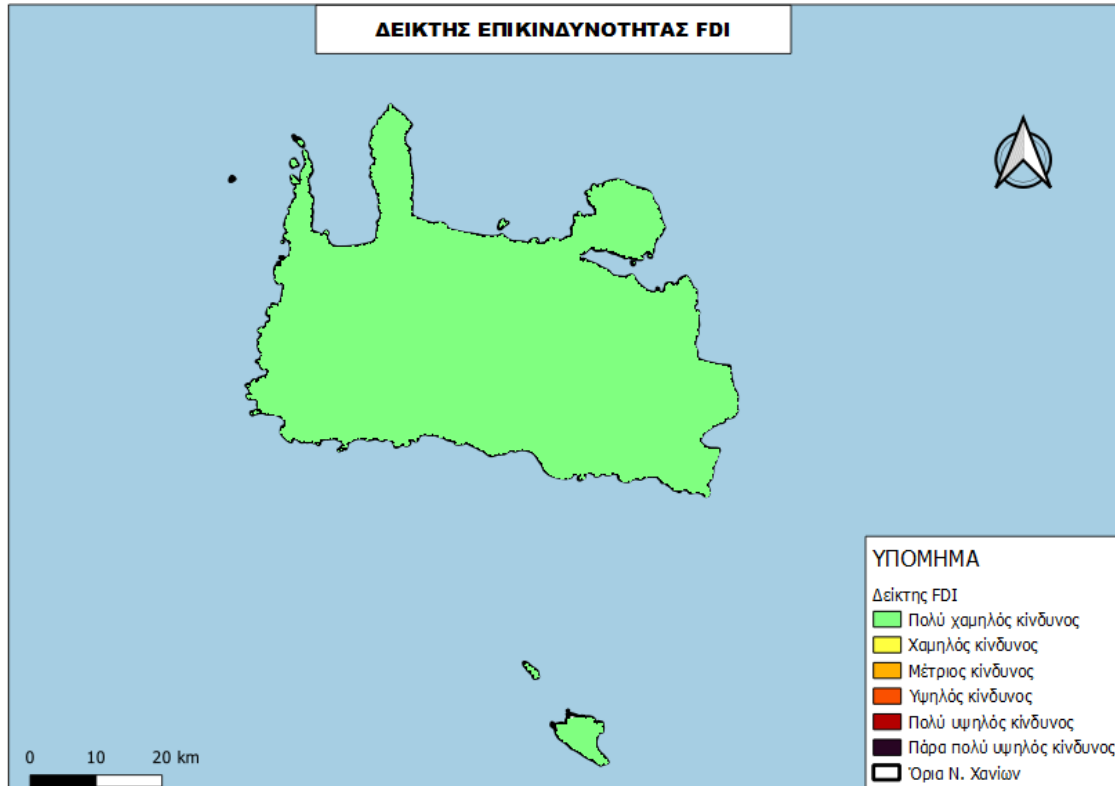 ΔΕΙΚΤΗΣ ΕΠΙΚΙΝΔΥΝΟΤΗΤΑΣ FDI
ΥΠΟΜΗΜΑ
Δείκτης FDI
Πολύ χαμηλός κίνδυνος
Χαμηλός κίνδυνος
Μέτριος κίνδυνος
Υψηλός κίνδυνος
Πολύ υψηλός κίνδυνος
Πάρα πολύ υψηλός κίνδυνος
Όρια Ν. Χανίων
0 10 20 km